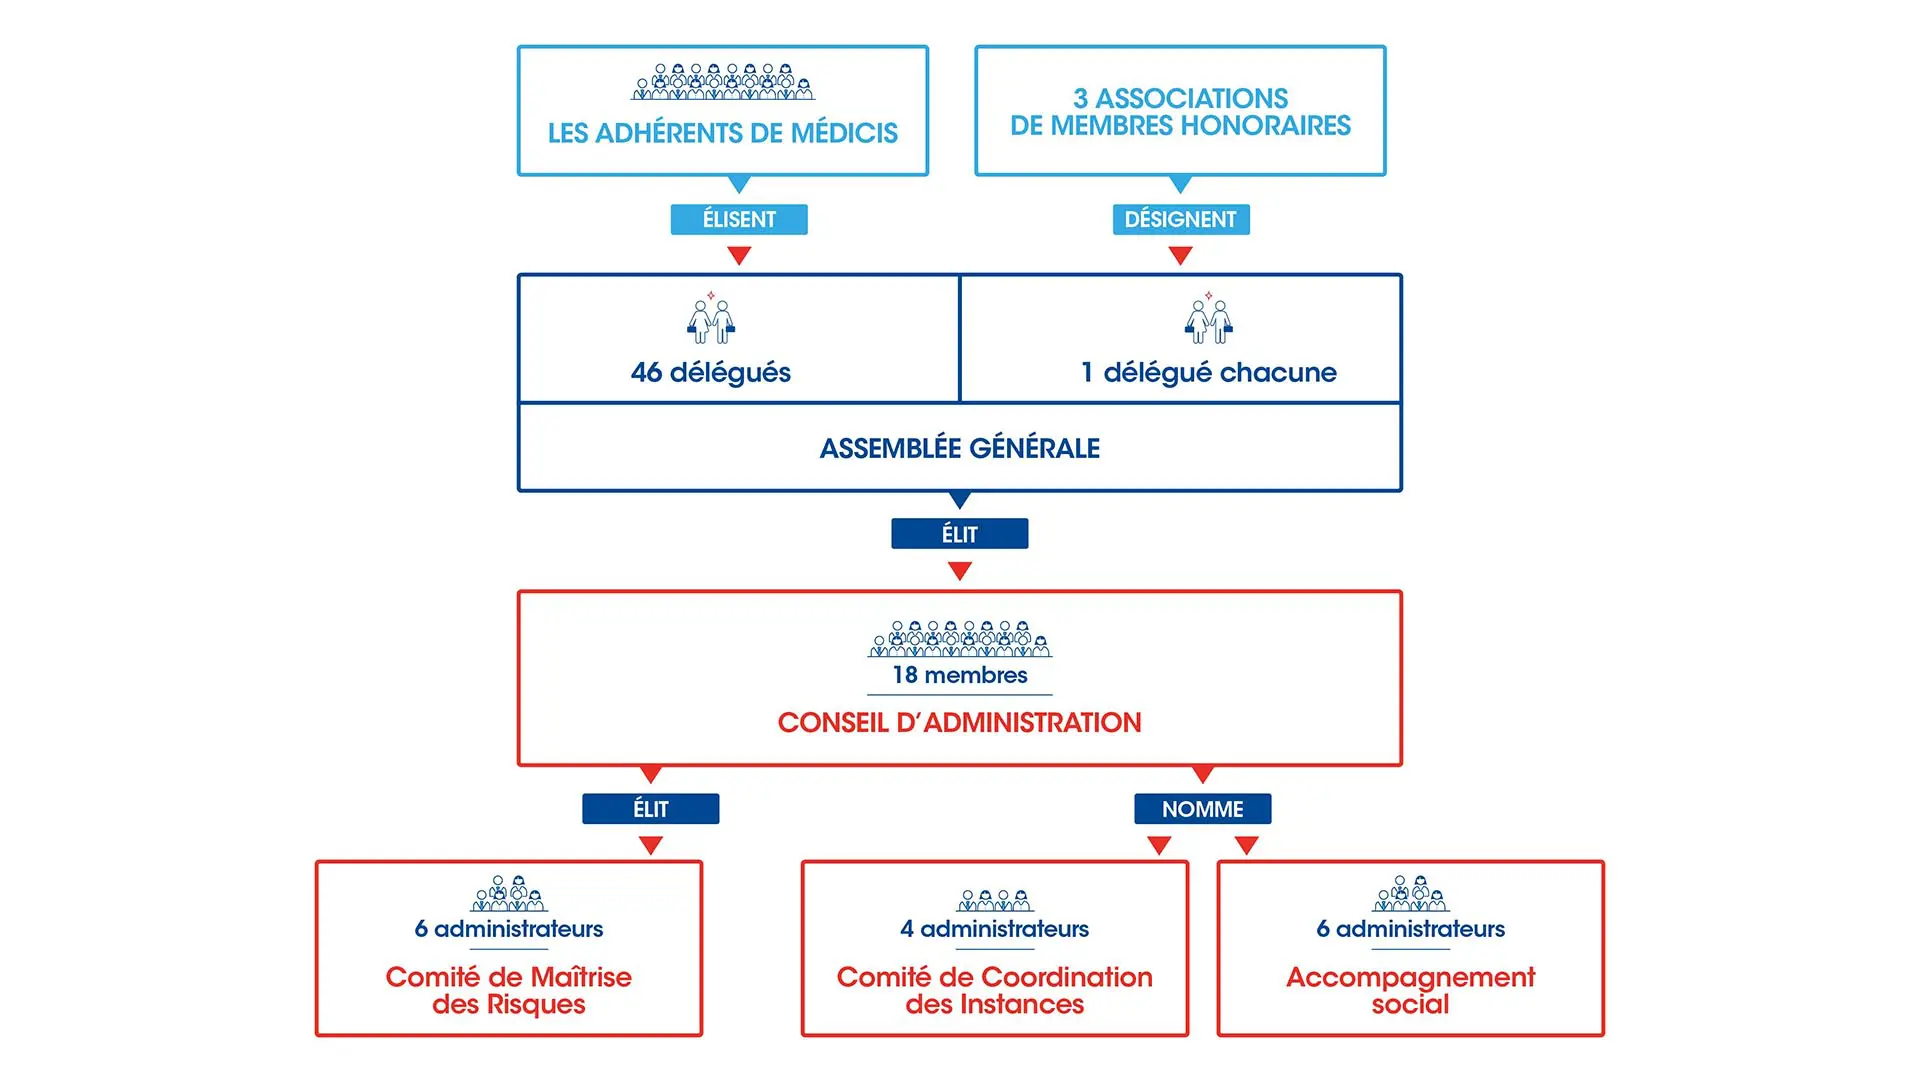 LES ADHÉRENTS DE MÉDICIS
3 ASSOCIATIONS
DE MEMBRES HONORAIRES
ÉLISENT
DÉSIGNENT
46 délégués
1 délégué chacune
ASSEMBLÉE GÉNÉRALE
ÉLIT
18 membres
CONSEIL D'ADMINISTRATION
ÉLIT
NOMME
6 administrateurs
Comité de Maîtrise
des Risques
4 administrateurs
Comité de Coordination
des Instances
6 administrateurs
Accompagnement
social